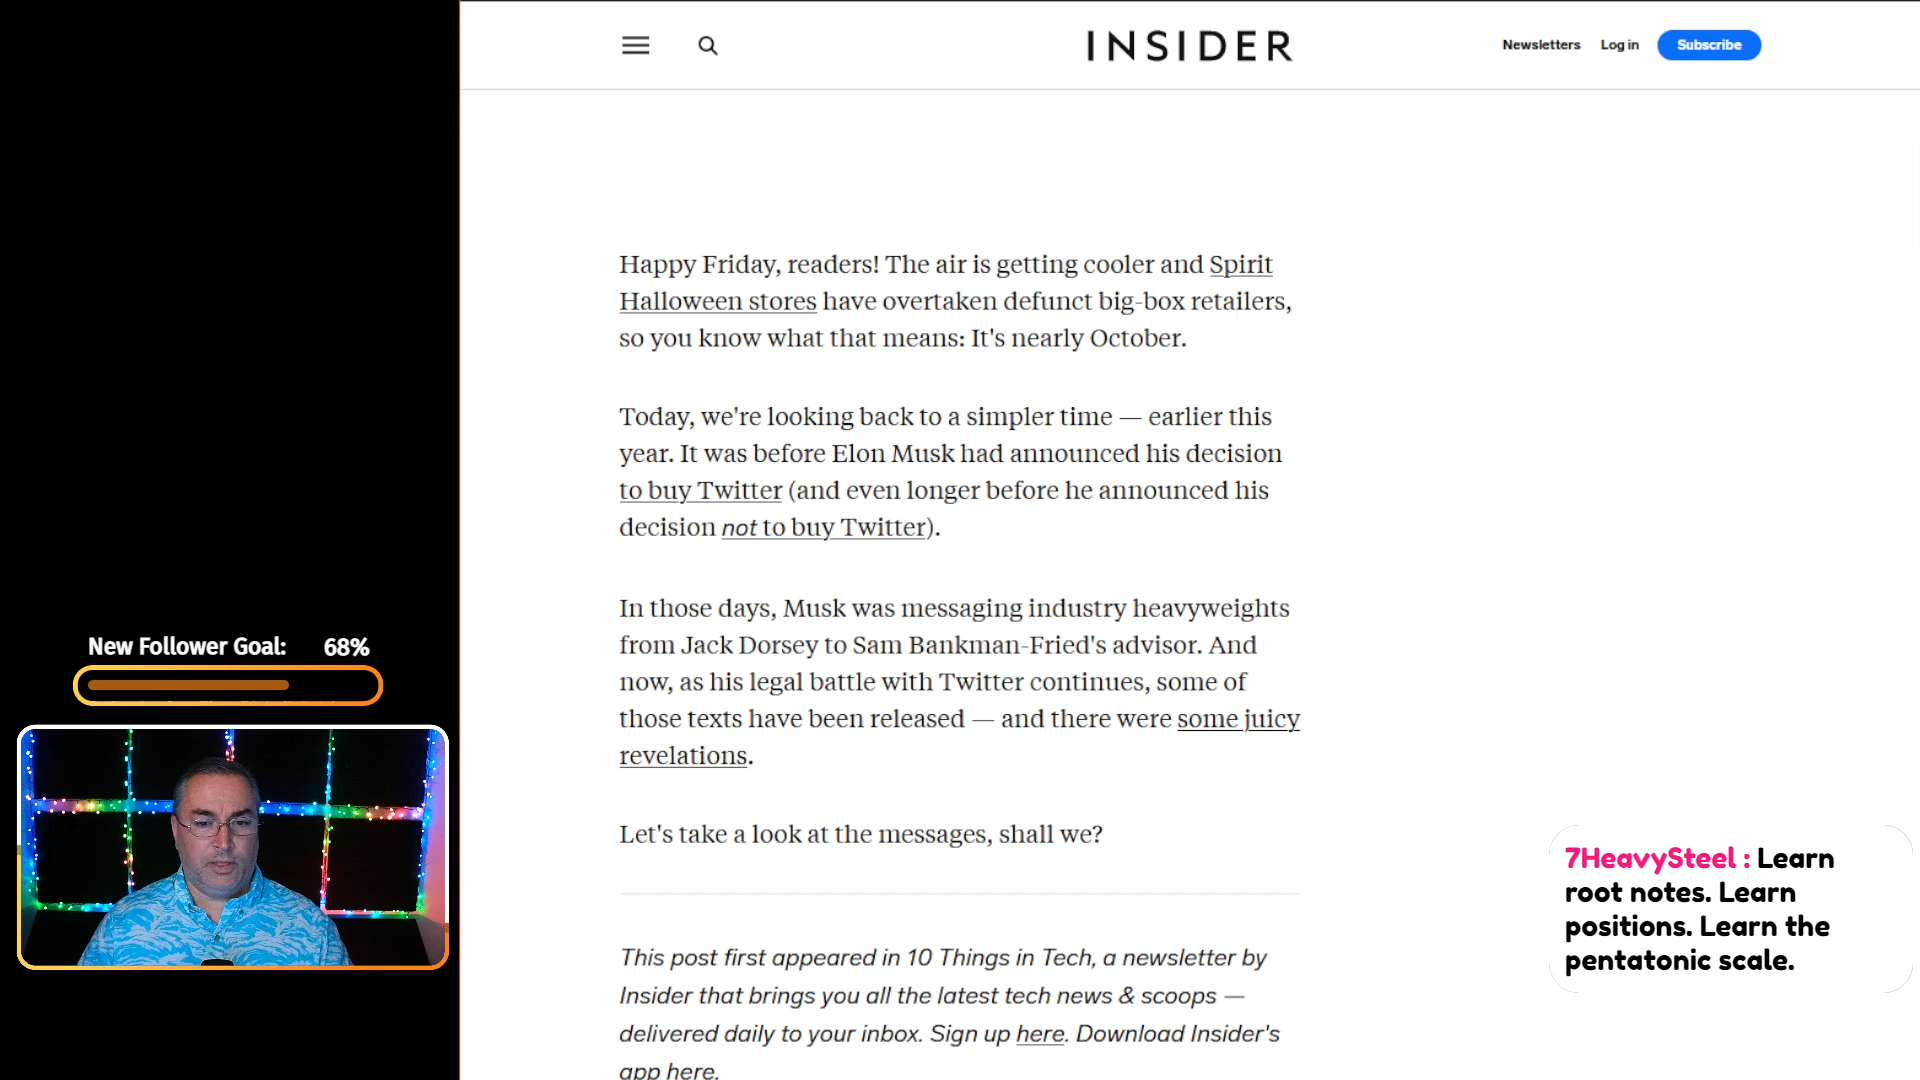 INSIDER
Newsletters
Log in
Subscribe
Happy Friday, readers! The air is getting cooler and Spirit
Halloween stores have overtaken defunct big-box retailers,
so you know what that means: It's nearly October.
Today, we're looking back to a simpler time — earlier this
year. It was before Elon Musk had announced his decision
to buy Twitter (and even longer before he announced his
decision not to buy Twitter).
In those days, Musk was messaging industry heavyweights
from Jack Dorsey to Sam Bankman-Fried's advisor. And
now, as his legal battle with Twitter continues, some of
those texts have been released — and there were some juicy
revelations.
Let's take a look at the messages, shall we?
This post first appeared in 10 Things in Tech, a newsletter by
Insider that brings you all the latest tech news & scoops —
delivered daily to your inbox. Sign up here. Download Insider's
app here.
New Follower Goal: 68%
7HeavySteel : Learn
root notes. Learn
positions. Learn the
pentatonic scale.